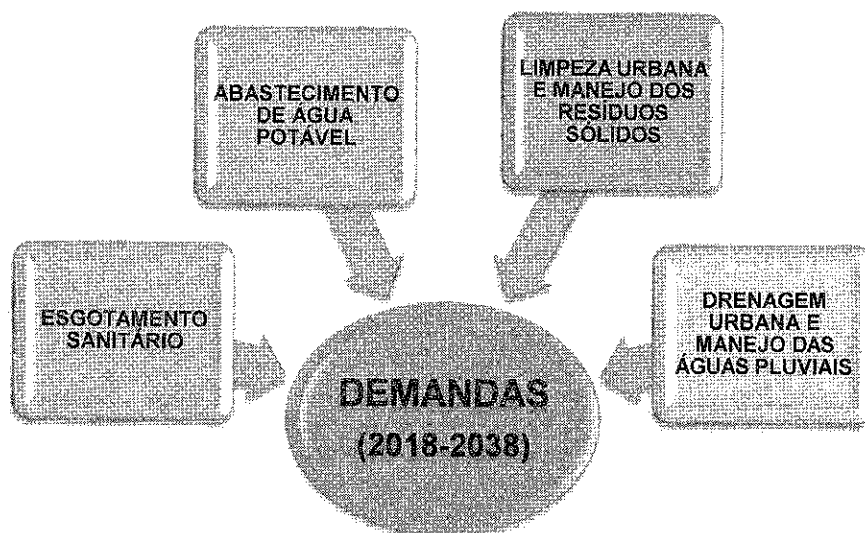 ABASTECIMENTO
DE ÁGUA
POTÁVEL
LIMPEZA URBANA
E MANEJO DOS
RESÍDUOS
SÓLIDOS
ESGOTAMENTO
SANITÁRIO
DRENAGEM
URBANA E
MANEJO DAS
ÁGUAS PLUVIAIS
DEMANDAS
(2018-2038)